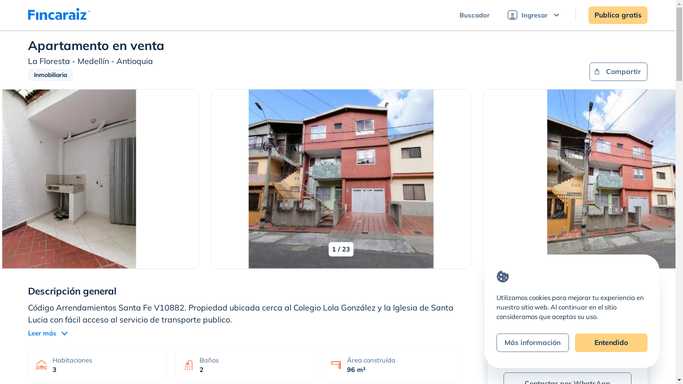 Fincaraiz
Buscador
Ingresar
Publica gratis
Apartamento en venta
La Floresta - Medellín - Antioquia
Inmobiliaria
Compartir
1 / 23
Descripción general
Código Arrendamientos Santa Fe V10882. Propiedad ubicada cerca al Colegio Lola González y la Iglesia de Santa
Lucia con fácil acceso al servicio de transporte publico.
Leer más
Habitaciones
3
Baños
2
Área construída
96 m²
Utilizamos cookies para mejorar tu experiencia en
nuestro sitio web. Al continuar en el sitio
consideramos que aceptas su uso.
Más información
Entendido
Contactar por WhatsApp